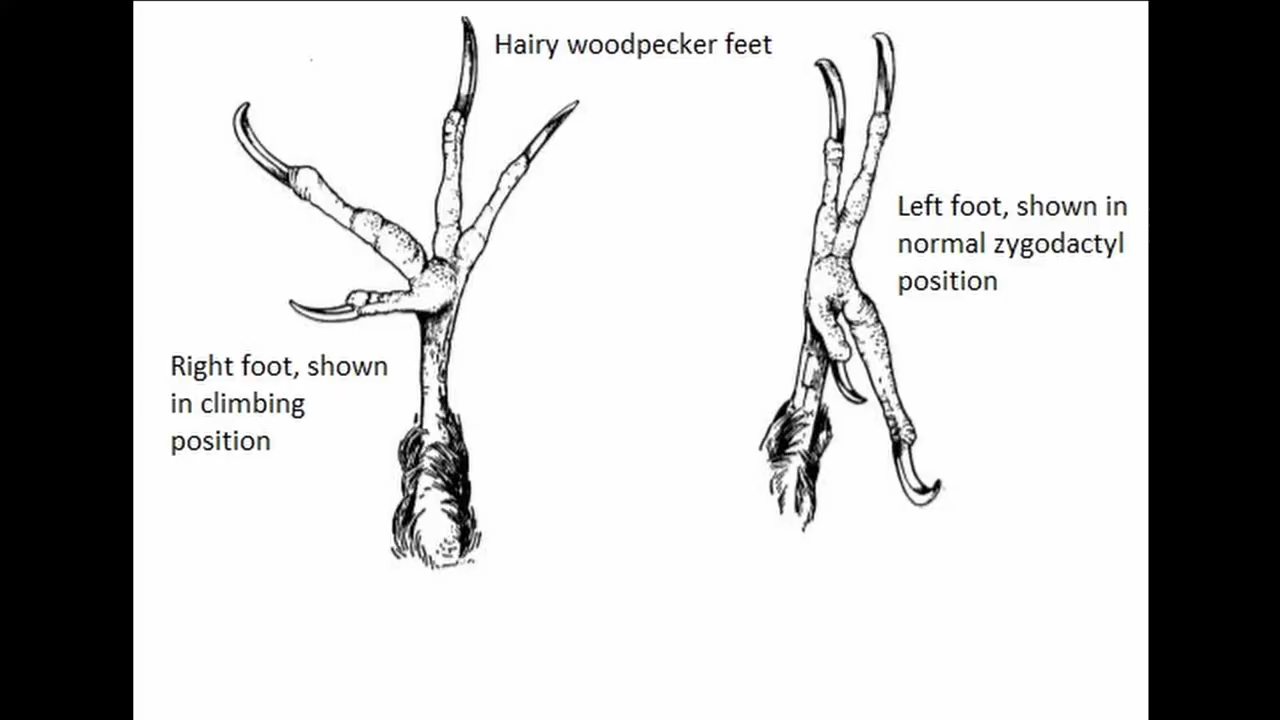 Hairy woodpecker feet
Left foot, shown in
normal zygodactyl
position
Right foot, shown
in climbing
position